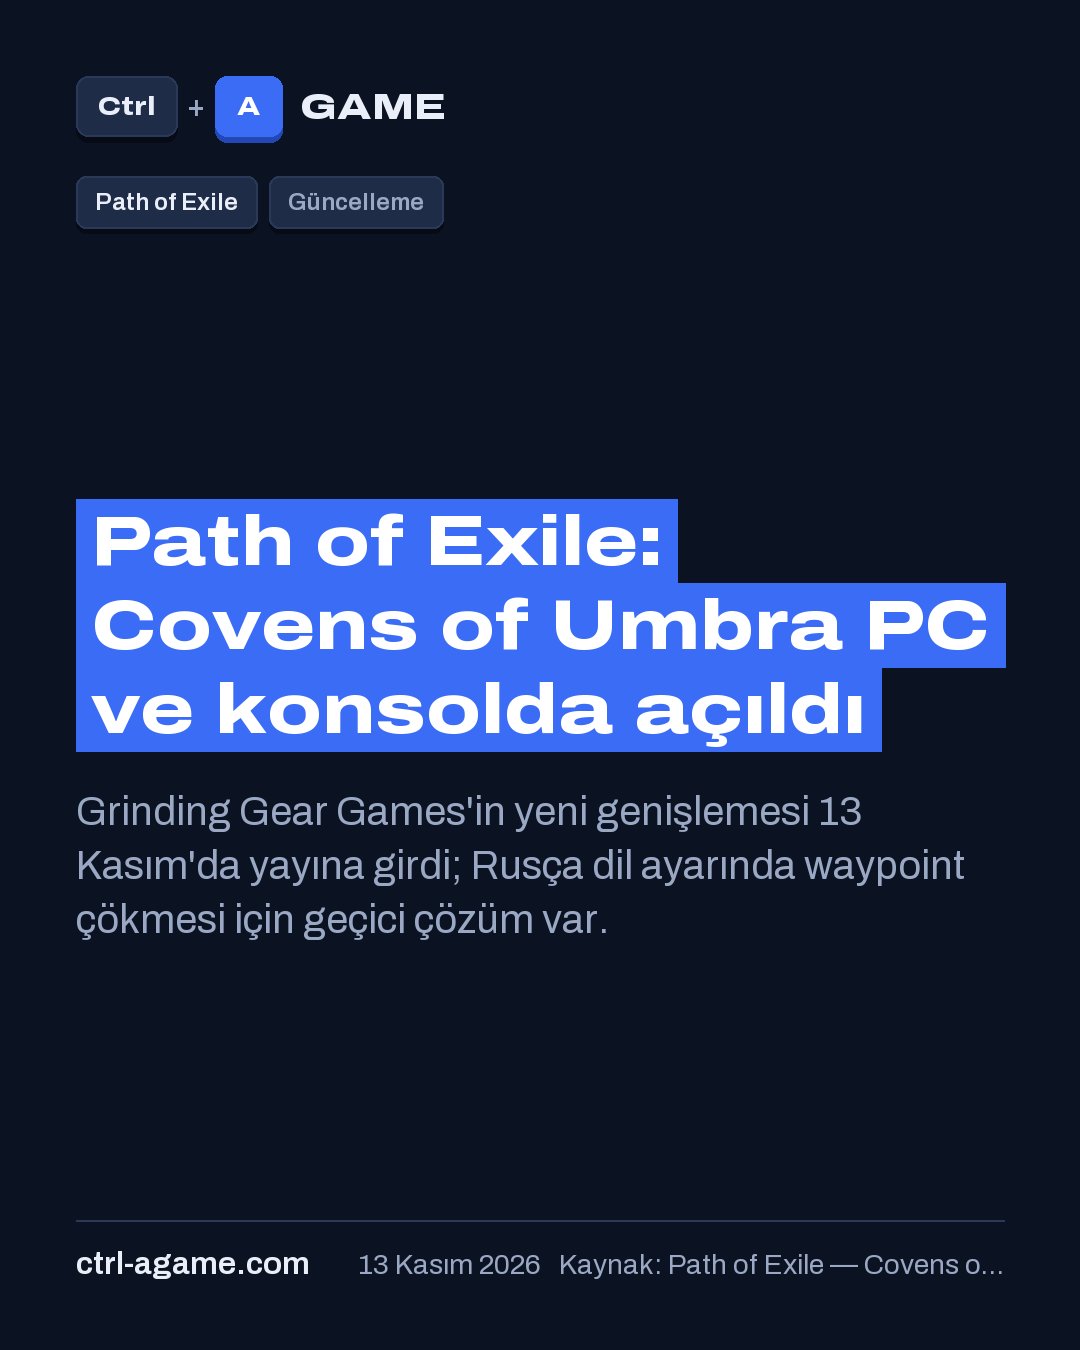 Ctrl + A GAME
Path of Exile Güncelleme
Path of Exile:
Covens of Umbra PC
ve konsolda açıldı
Grinding Gear Games'in yeni genişlemesi 13
Kasım'da yayına girdi; Rusça dil ayarında waypoint
çökmesi için geçici çözüm var.
ctrl-agame.com 13 Kasım 2026 Kaynak: Path of Exile — Covens o...